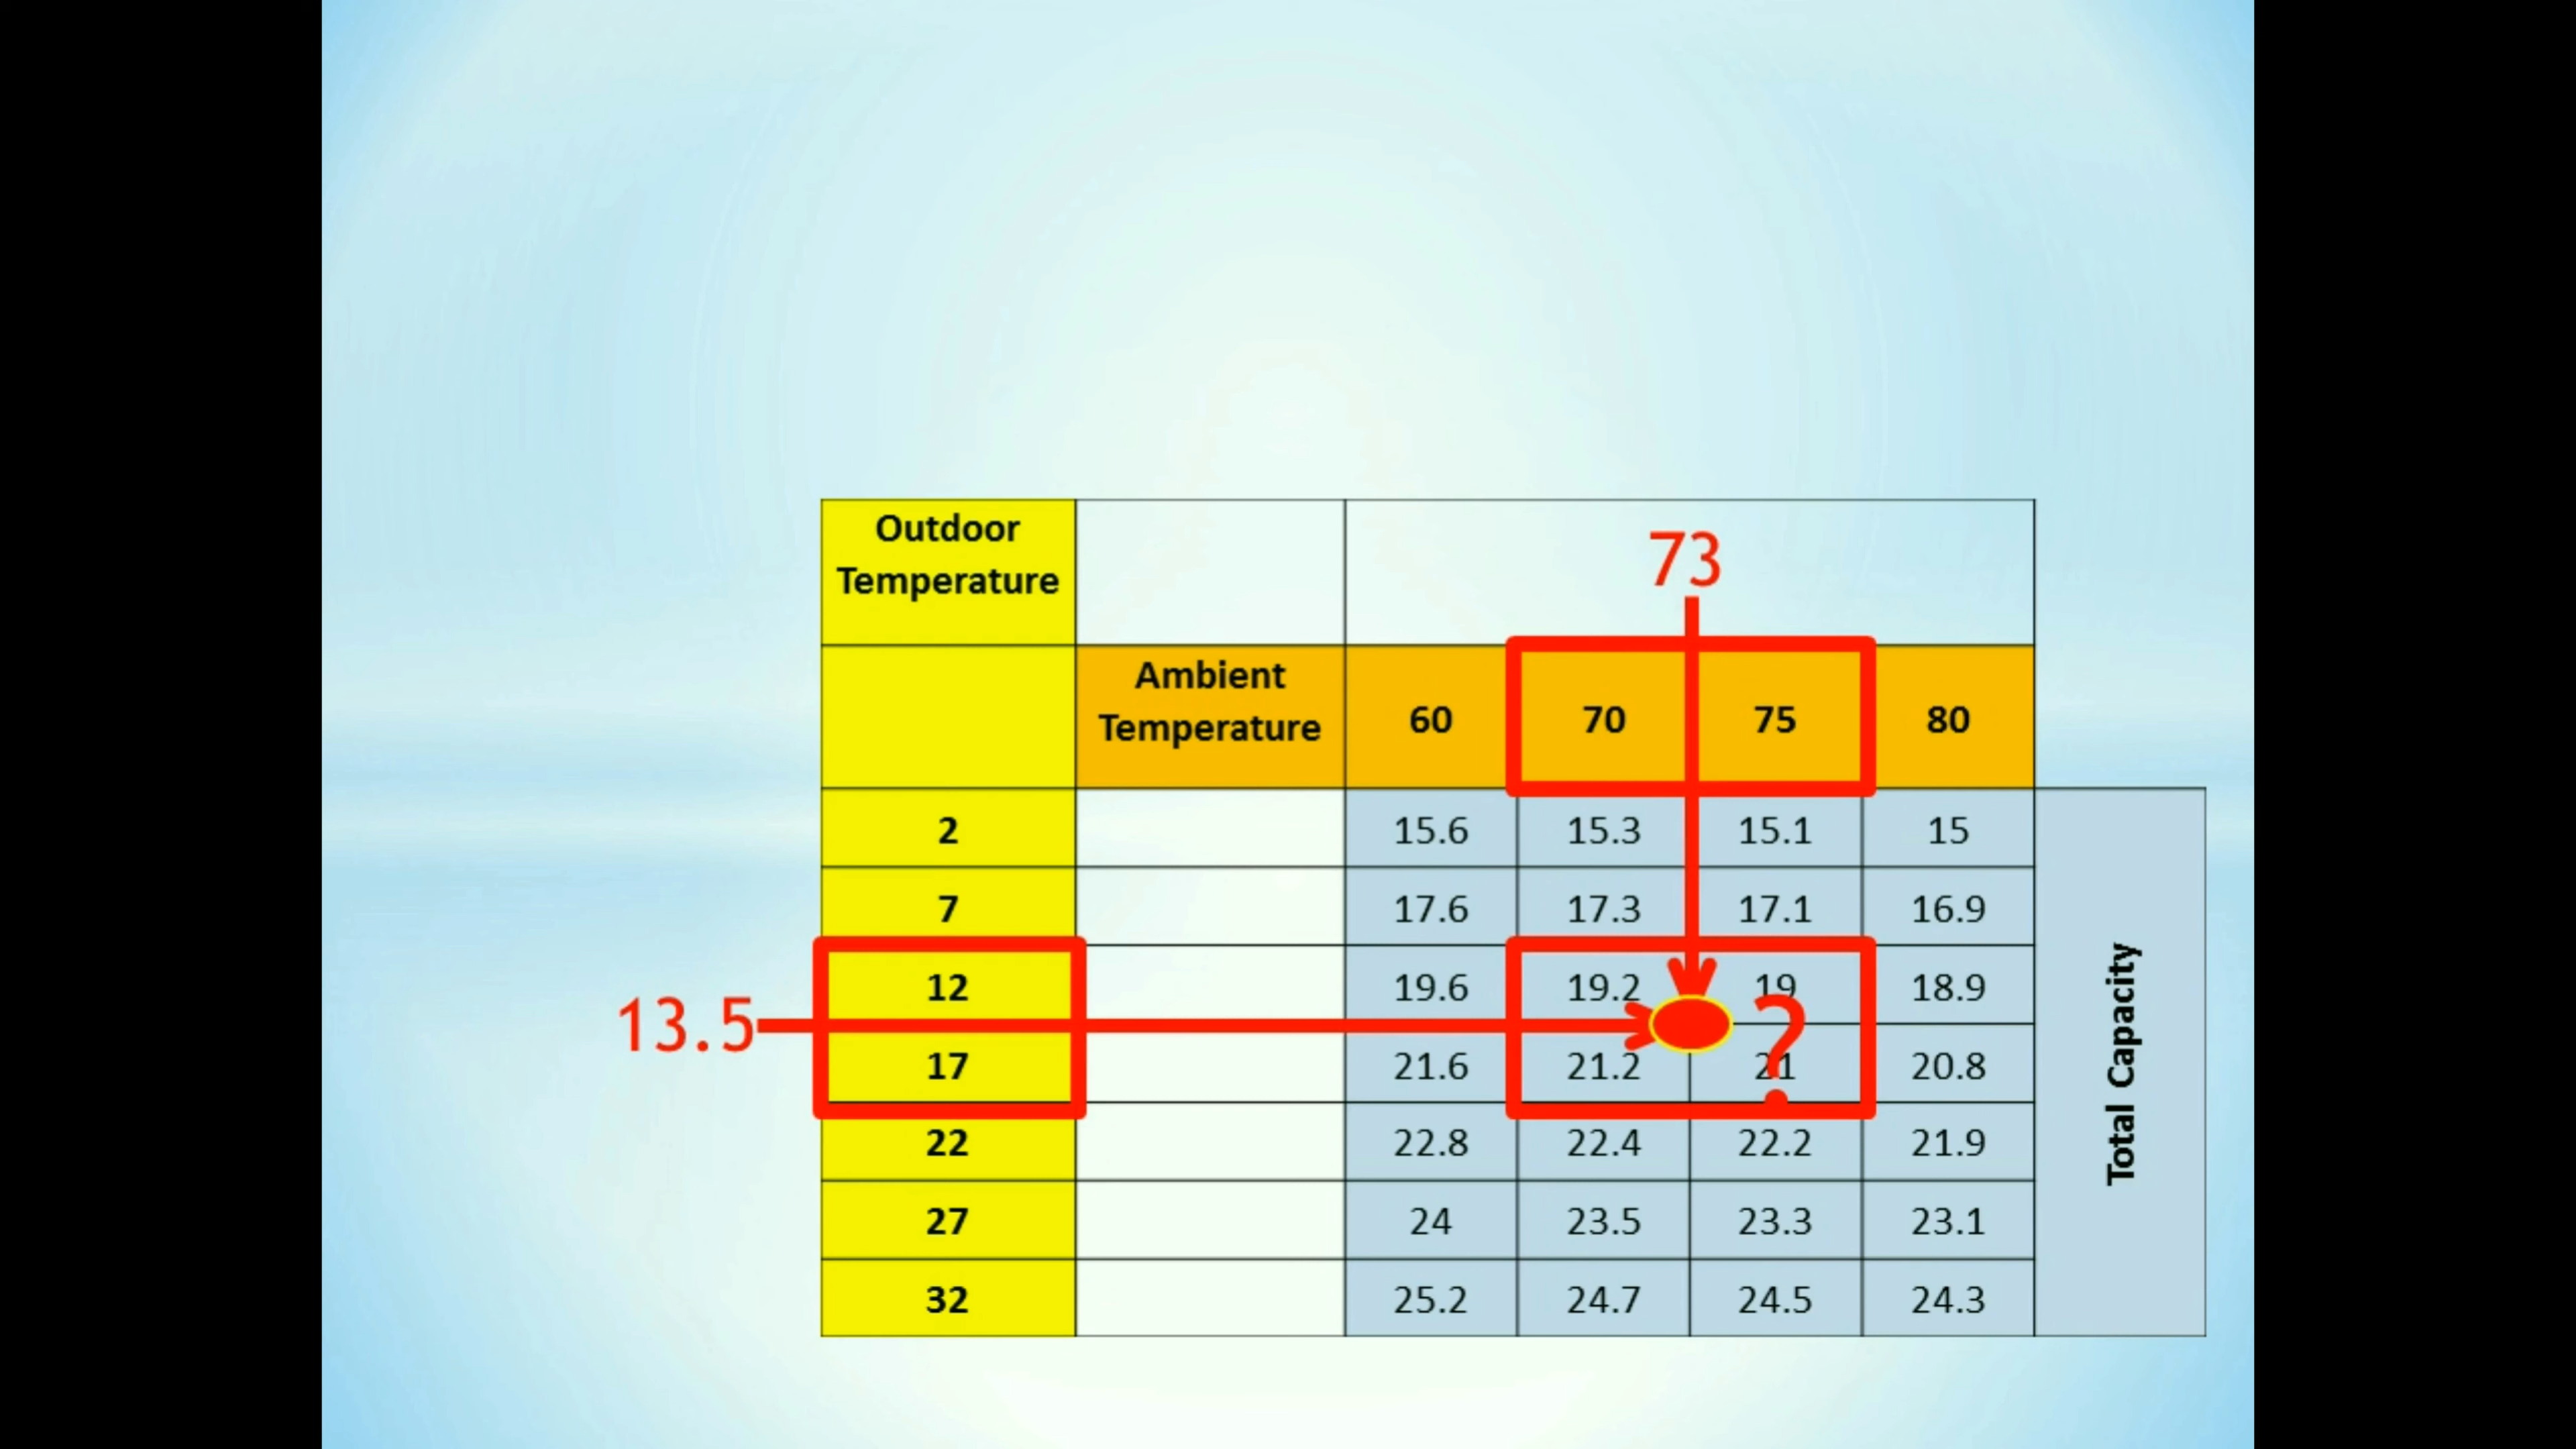 Outdoor
Temperature
73
Ambient
Temperature
60 70 75 80
2 15.6 15.3 15.1 15
7 17.6 17.3 17.1 16.9
12 19.6 19.2 19 18.9
13.5 ?
17 21.6 21.2 21 20.8
22 22.8 22.4 22.2 21.9
27 24 23.5 23.3 23.1
32 25.2 24.7 24.5 24.3
Total Capacity